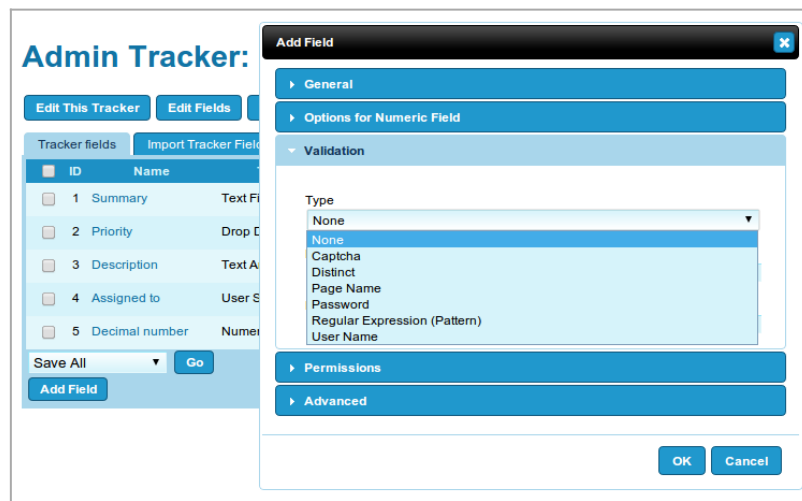 Admin Tracker:
Edit This Tracker Edit Fields
Tracker fields Import Tracker Field
ID Name
1 Summary Text Fi
2 Priority Drop D
3 Description Text A
4 Assigned to User S
5 Decimal number Numer
Save All Go
Add Field
Add Field
General
Options for Numeric Field
Validation
Type
None
None
Captcha
Distinct
Page Name
Password
Regular Expression (Pattern)
User Name
Permissions
Advanced
OK Cancel